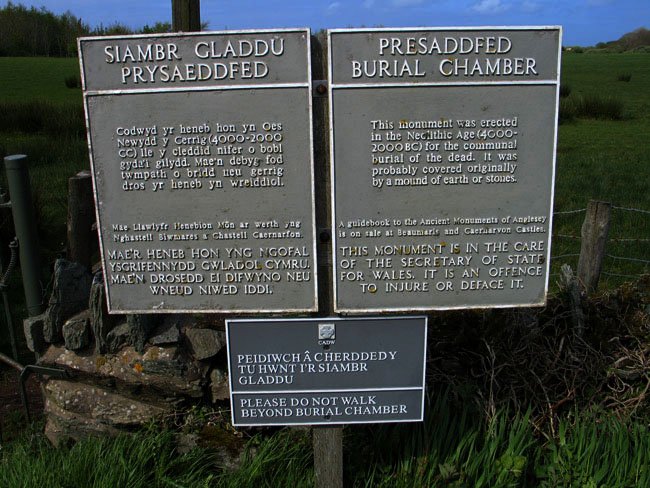 SIAMBR GLADDU
PRYSAEDDFED
Codwyd yr heneb hon yn Oes
Newydd y Cerrig (4000-2000
CC) lle y cleddid nifer o bobl
gyda'i gilydd. Mae'n debyg fod
twmpath o bridd neu gerrig
dros yr heneb yn wreiddiol.
Mae Llawlyfr Henebion Môn ar werth yng
Nghastell Biwmares a Chastell Caernarfon.
MAE'R HENEB HON YNG NGOFAL
YSGRIFENNYDD GWLADOL CYMRU.
MAE'N DROSEDD EI DIFWYNO NEU
WNEUD NIWED IDDI.
PRESADDFED
BURIAL CHAMBER
This monument was erected
in the Neolithic Age (4000-
2000 BC) for the communal
burial of the dead. It was
probably covered originally
by a mound of earth or stones.
A guidebook to the Ancient Monuments of Anglesey
is on sale at Beaumaris and Caernarvon Castles.
THIS MONUMENT IS IN THE CARE
OF THE SECRETARY OF STATE
FOR WALES. IT IS AN OFFENCE
TO INJURE OR DEFACE IT.
CADW
PEIDIWCH Â CHERDDED Y
TU HWNT I'R SIAMBR
GLADDU
PLEASE DO NOT WALK
BEYOND BURIAL CHAMBER